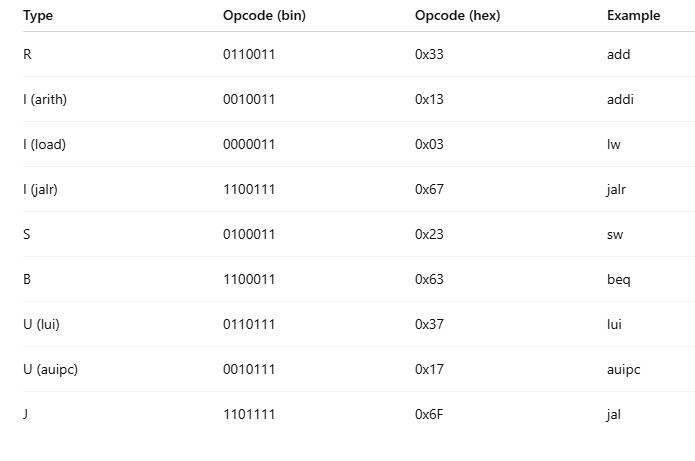 Type Opcode (bin) Opcode (hex) Example
R 0110011 0x33 add
I (arith) 0010011 0x13 addi
I (load) 0000011 0x03 lw
I (jalr) 1100111 0x67 jalr
S 0100011 0x23 sw
B 1100011 0x63 beq
U (lui) 0110111 0x37 lui
U (auipc) 0010111 0x17 auipc
J 1101111 0x6F jal